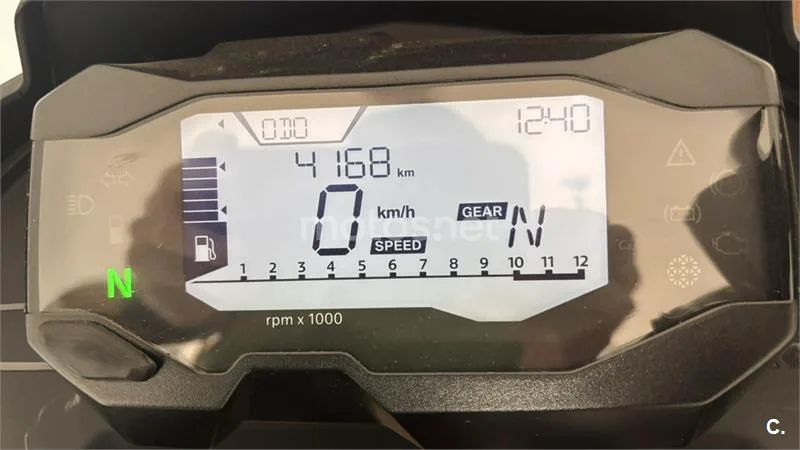 ODO 12:40
4168 km
0 km/h GEAR N
SPEED
motos.net
1 2 3 4 5 6 7 8 9 10 11 12
N
rpm x 1000
C.